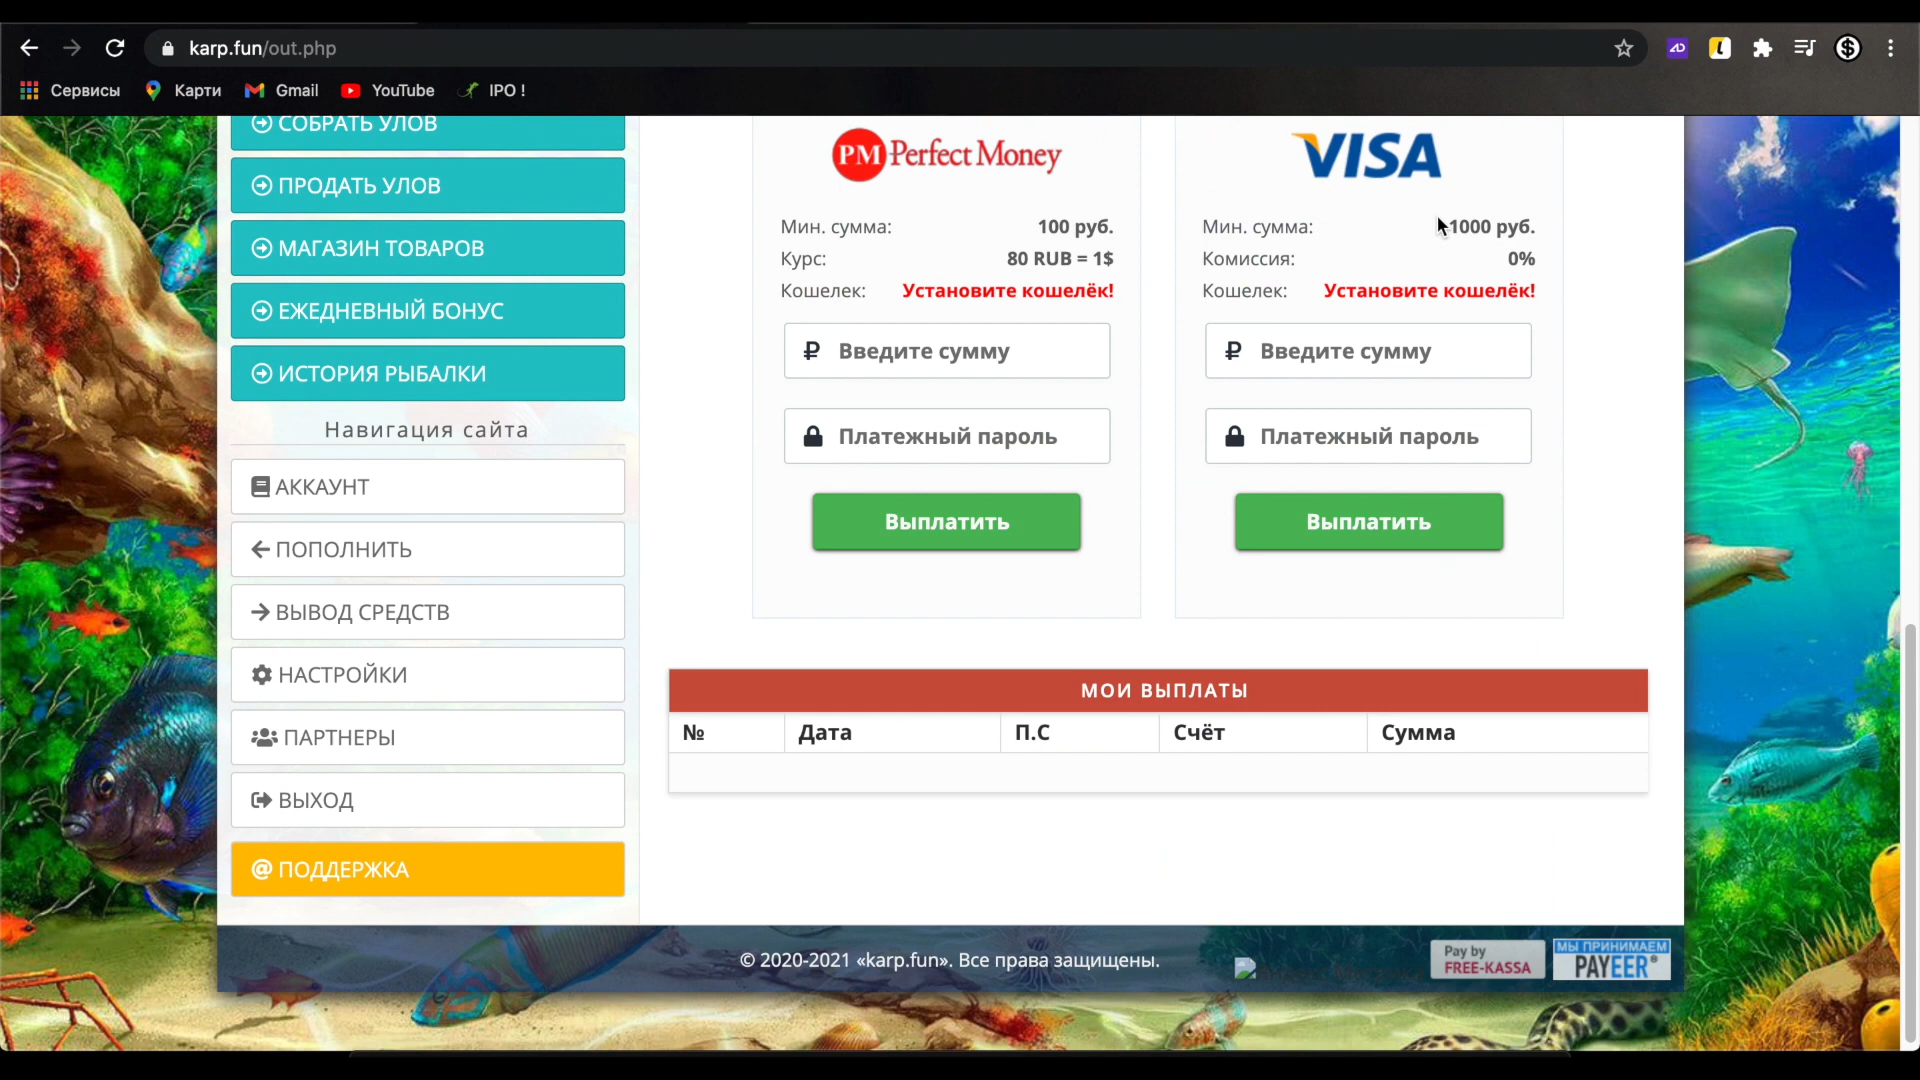 karp.fun/out.php
Сервисы Карти Gmail YouTube IPO !
СОБРАТЬ УЛОВ
ПРОДАТЬ УЛОВ
МАГАЗИН ТОВАРОВ
ЕЖЕДНЕВНЫЙ БОНУС
ИСТОРИЯ РЫБАЛКИ
Навигация сайта
АККАУНТ
ПОПОЛНИТЬ
ВЫВОД СРЕДСТВ
НАСТРОЙКИ
ПАРТНЕРЫ
ВЫХОД
@ ПОДДЕРЖКА
PM Perfect Money
Мин. сумма: 100 руб.
Курс: 80 RUB = 1$
Кошелек: Установите кошелёк!
₽ Введите сумму
Платежный пароль
Выплатить
VISA
Мин. сумма: 1000 руб.
Комиссия: 0%
Кошелек: Установите кошелёк!
₽ Введите сумму
Платежный пароль
Выплатить
МОИ ВЫПЛАТЫ
№ Дата П.С Счёт Сумма
© 2020-2021 «karp.fun». Все права защищены.
Pay by
FREE-KASSA
МЫ ПРИНИМАЕМ
PAYEER®